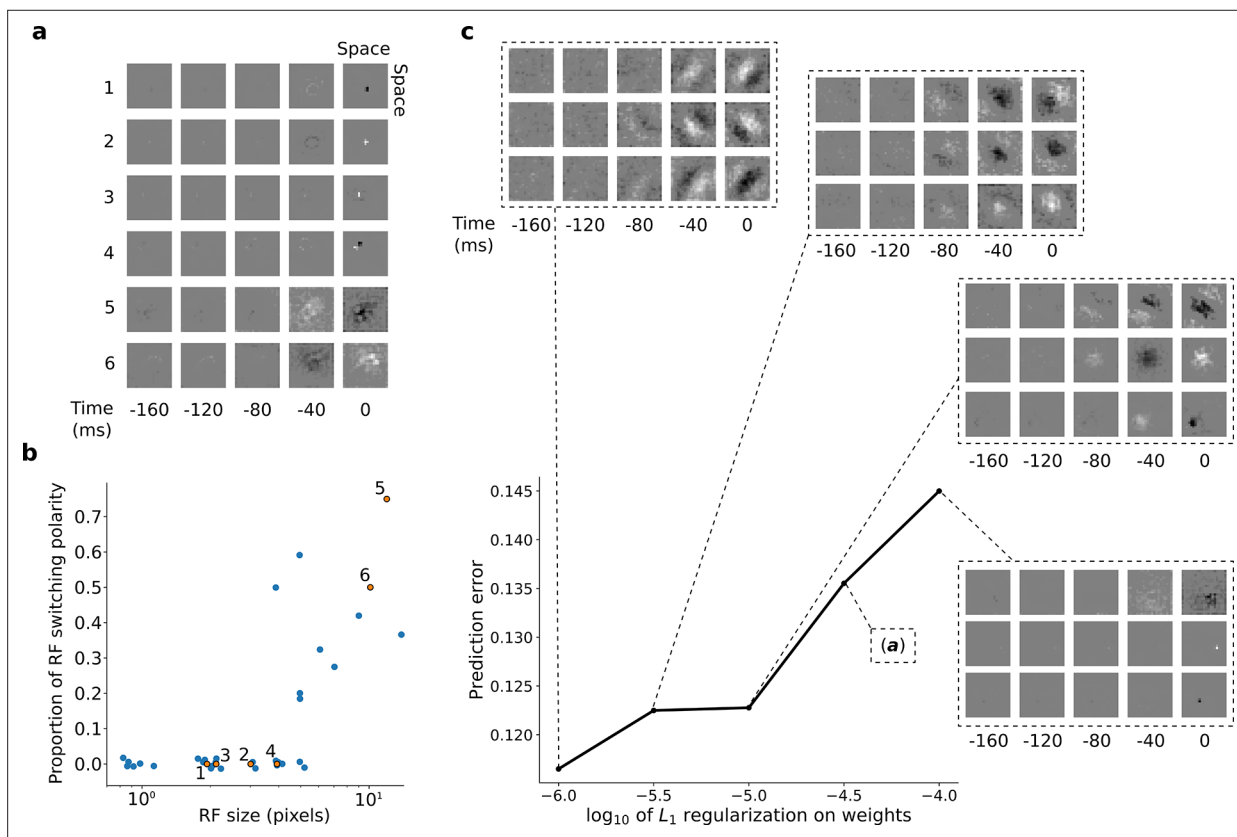 a
Space
Space
1
2
3
4
5
6
Time
(ms)
-160 -120 -80 -40 0
b
Proportion of RF switching polarity
0.7
0.6
0.5
0.4
0.3
0.2
0.1
0.0
5
6
1 3 2 4
10⁰ 10¹
RF size (pixels)
c
Time
(ms)
-160 -120 -80 -40 0
-160 -120 -80 -40 0
-160 -120 -80 -40 0
-160 -120 -80 -40 0
Prediction error
0.145
0.140
0.135
0.130
0.125
0.120
(a)
−6.0 −5.5 −5.0 −4.5 −4.0
log₁₀ of L₁ regularization on weights